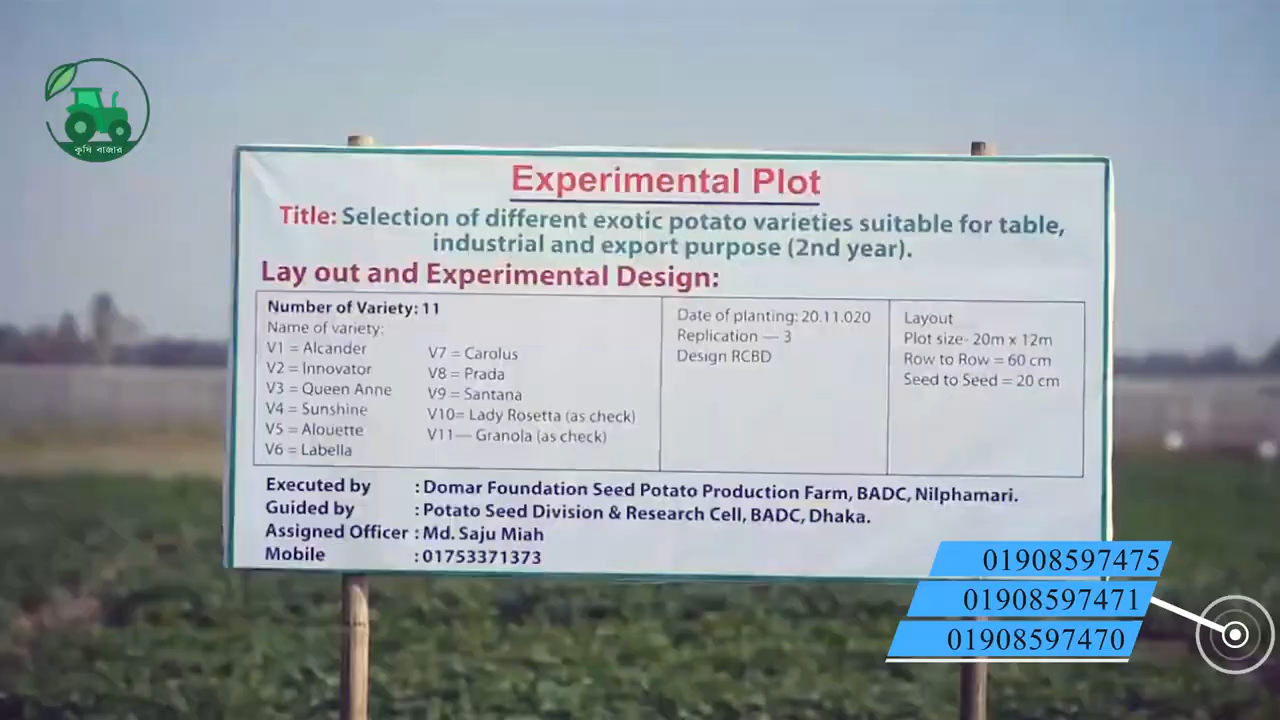 কৃষি বাজার
Experimental Plot
Title: Selection of different exotic potato varieties suitable for table,
industrial and export purpose (2nd year).
Lay out and Experimental Design:
Number of Variety: 11
Name of variety:
V1 = Alcander
V2 = Innovator
V3 = Queen Anne
V4 = Sunshine
V5 = Alouette
V6 = Labella
V7 = Carolus
V8 = Prada
V9 = Santana
V10= Lady Rosetta (as check)
V11— Granola (as check)
Date of planting: 20.11.020
Replication — 3
Design RCBD
Layout
Plot size- 20m x 12m
Row to Row = 60 cm
Seed to Seed = 20 cm
Executed by : Domar Foundation Seed Potato Production Farm, BADC, Nilphamari.
Guided by : Potato Seed Division & Research Cell, BADC, Dhaka.
Assigned Officer : Md. Saju Miah
Mobile : 01753371373
01908597475
01908597471
01908597470